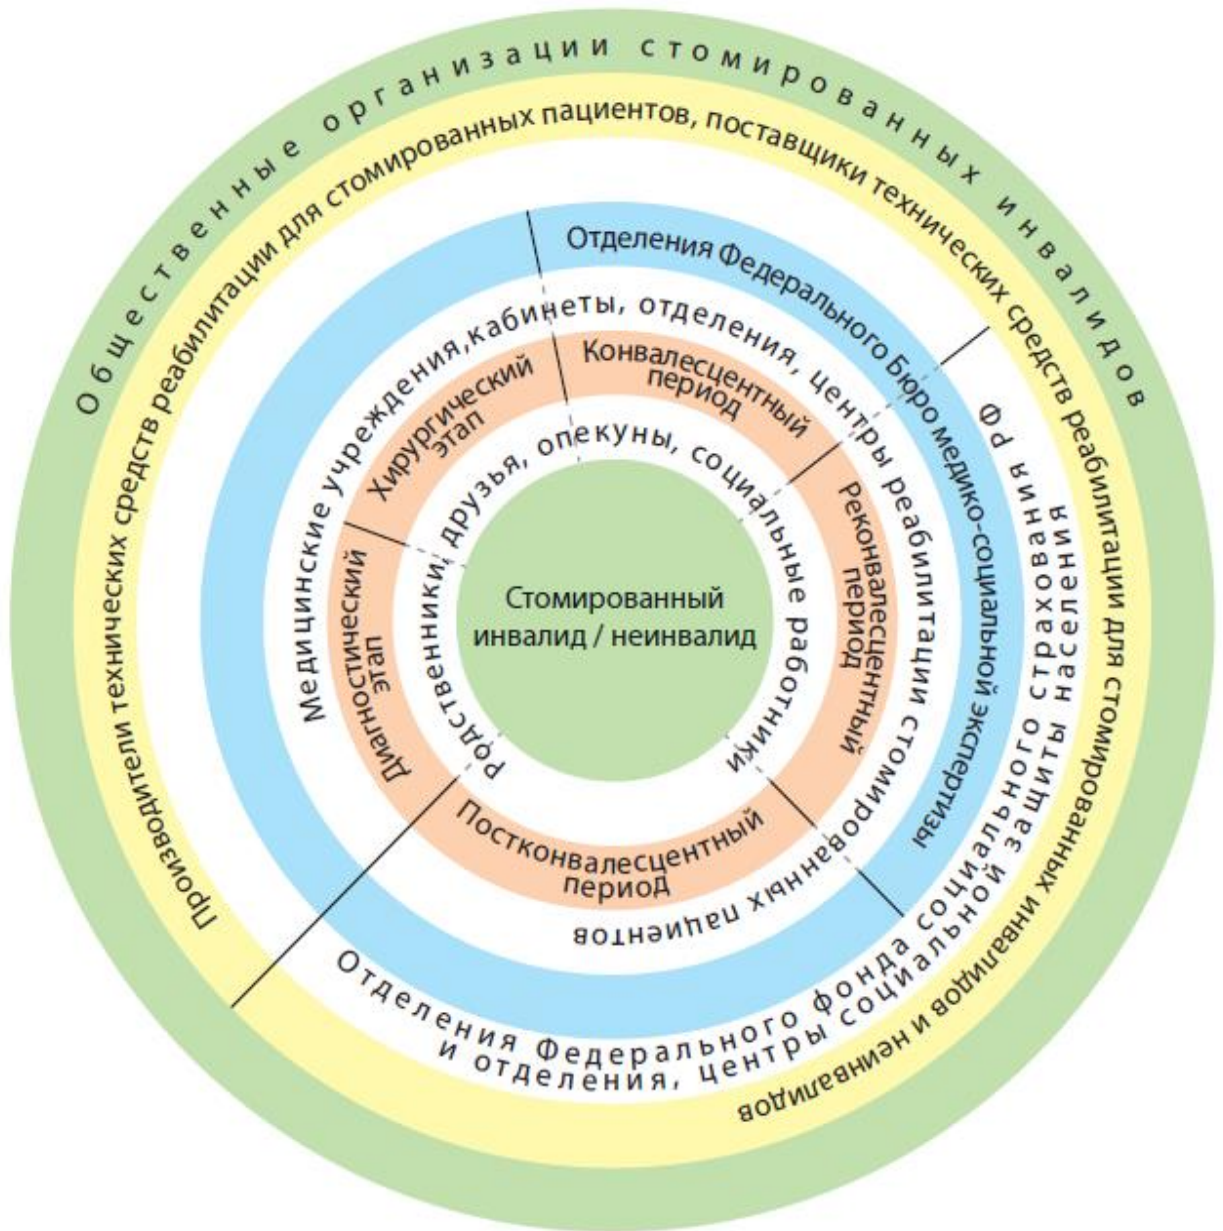 Общественные организации стомированных инвалидов
Производители технических средств реабилитации для стомированных пациентов, поставщики технических средств реабилитации для стомированных инвалидов и неинвалидов
Отделения Федерального фонда социального страхования РФ
и отделения, центры социальной защиты населения
Отделения Федерального Бюро медико-социальной экспертизы
Медицинские учреждения,кабинеты, отделения, центры реабилитации стомированных пациентов
Диагностический
этап
Хирургический
этап
Конвалесцентный
период
Реконвалесцентный
период
Постконвалесцентный
период
Родственники, друзья, опекуны, социальные работники
Стомированный
инвалид / неинвалид